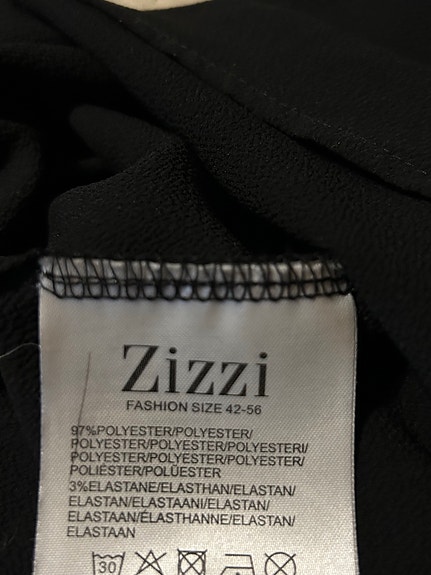 Zizzi
FASHION SIZE 42-56
97%POLYESTER/POLYESTER/
POLYESTER/POLYESTER/POLYESTERI/
POLYESTER/POLYESTER/POLYESTER/
POLIÉSTER/POLÜESTER
3%ELASTANE/ELASTHAN/ELASTAN/
ELASTAN/ELASTAANI/ELASTAN/
ELASTAAN/ÉLASTHANNE/ELASTAN/
ELASTAAN
30